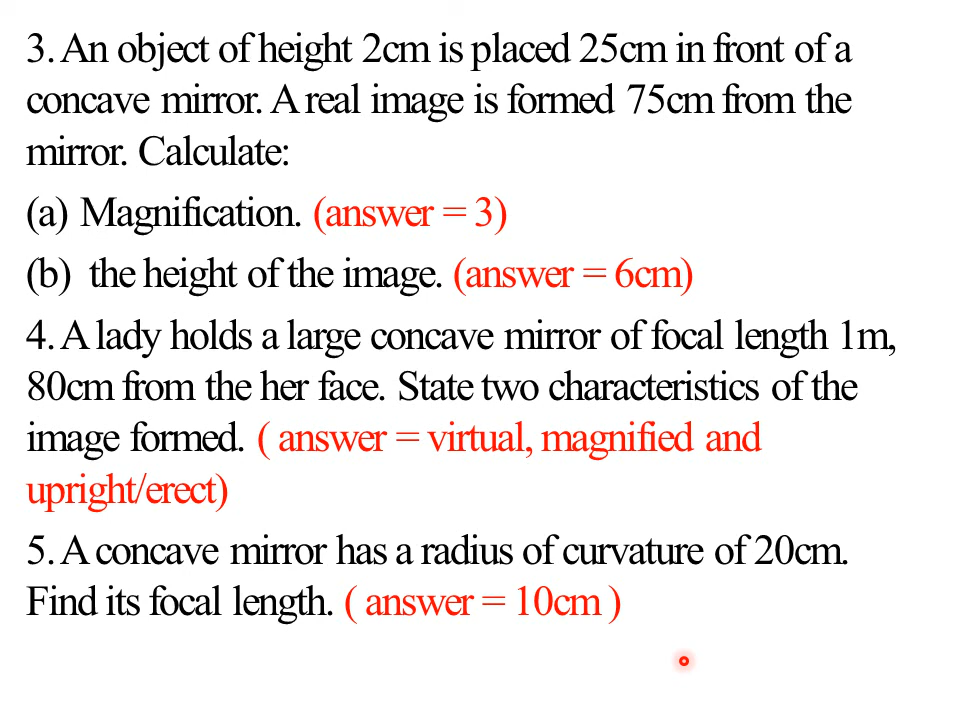 3. An object of height 2cm is placed 25cm in front of a
concave mirror. A real image is formed 75cm from the
mirror. Calculate:
(a) Magnification. (answer = 3)
(b) the height of the image. (answer = 6cm)
4. A lady holds a large concave mirror of focal length 1m,
80cm from the her face. State two characteristics of the
image formed. ( answer = virtual, magnified and
upright/erect)
5. A concave mirror has a radius of curvature of 20cm.
Find its focal length. ( answer = 10cm )